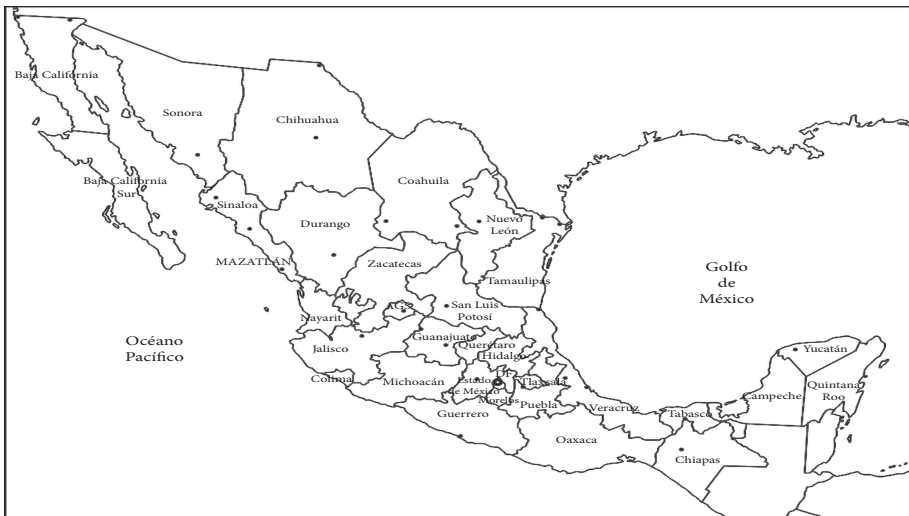 Baja California
Sonora
Chihuahua
Baja California
Sur
Sinaloa
Coahuila
Durango
Nuevo
León
MAZATLÁN
Zacatecas
Tamaulipas
Golfo
de
México
AGS
San Luis
Potosí
Nayarit
Océano
Pacífico
Jalisco
Guanajuato
Querétaro
Hidalgo
Yucatán
Colima
Michoacán
Estado
de México
DF
Tlaxcala
Morelos
Puebla
Veracruz
Guerrero
Tabasco
Campeche
Quintana
Roo
Oaxaca
Chiapas